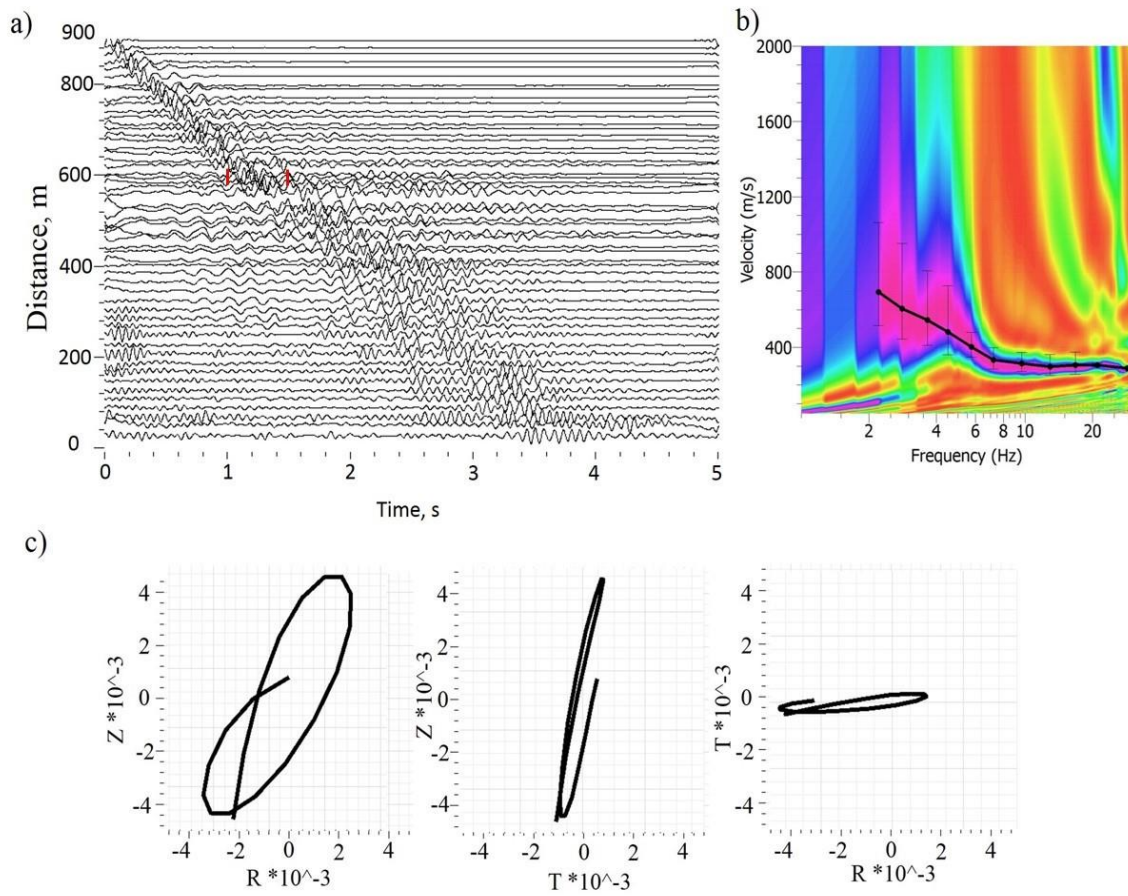 a)
900
800
600
400
200
0
Distance, m
0 1 2 3 4 5
Time, s
b)
2000
1600
1200
800
400
Velocity (m/s)
2 4 6 8 10 20
Frequency (Hz)
c)
4
2
0
-2
-4
Z *10^-3
-4 -2 0 2 4
R *10^-3
4
2
0
-2
-4
Z *10^-3
-4 -2 0 2 4
T *10^-3
4
2
0
-2
-4
T *10^-3
-4 -2 0 2 4
R *10^-3